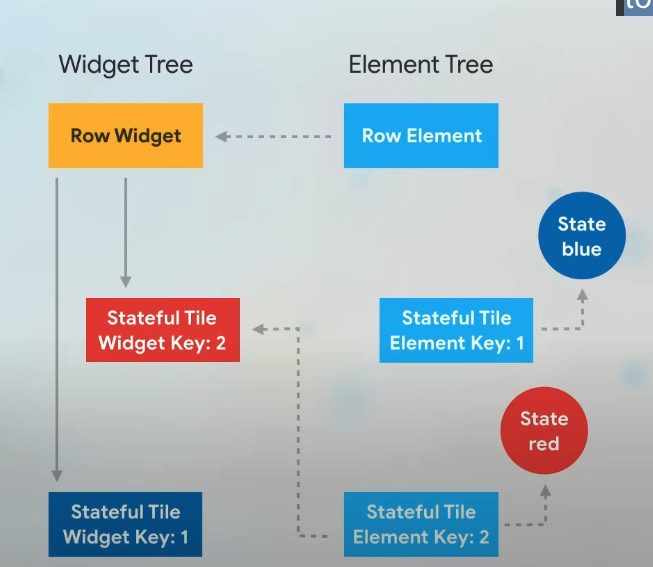 to
Widget Tree
Element Tree
Row Widget
Row Element
State
blue
Stateful Tile
Widget Key: 2
Stateful Tile
Element Key: 1
State
red
Stateful Tile
Widget Key: 1
Stateful Tile
Element Key: 2